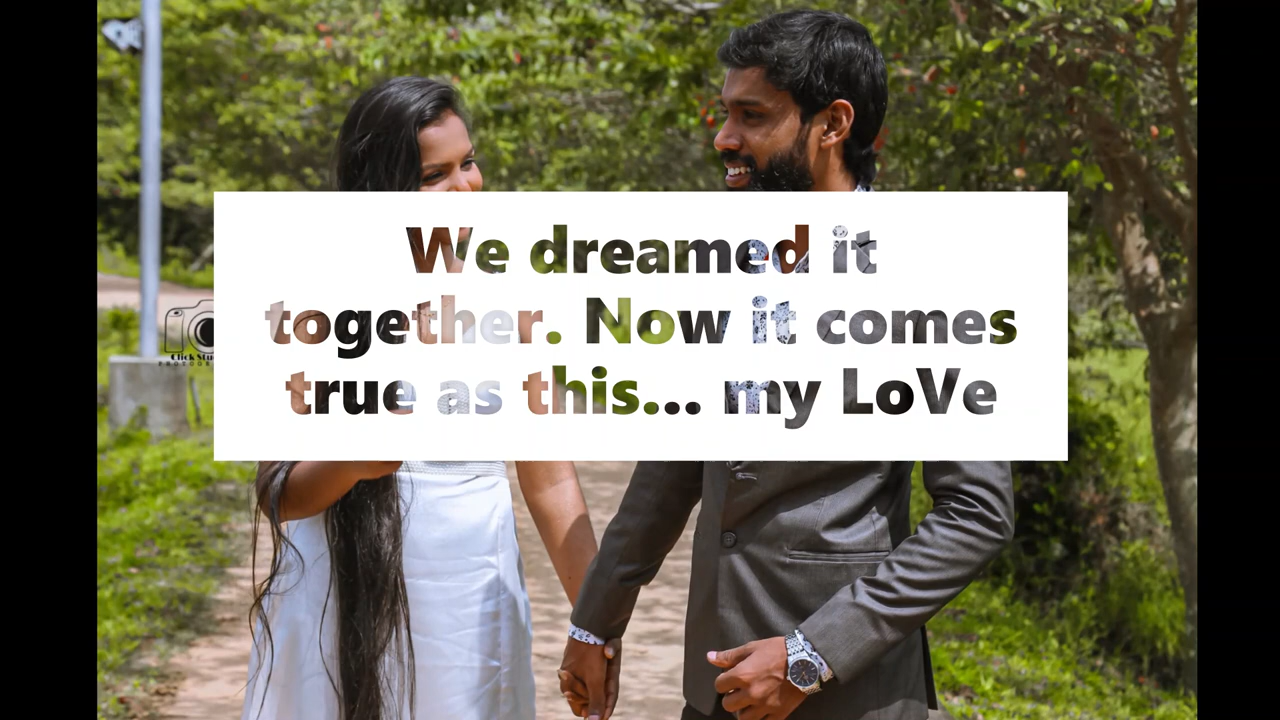 We dreamed it
together. Now it comes
true as this... my LoVe